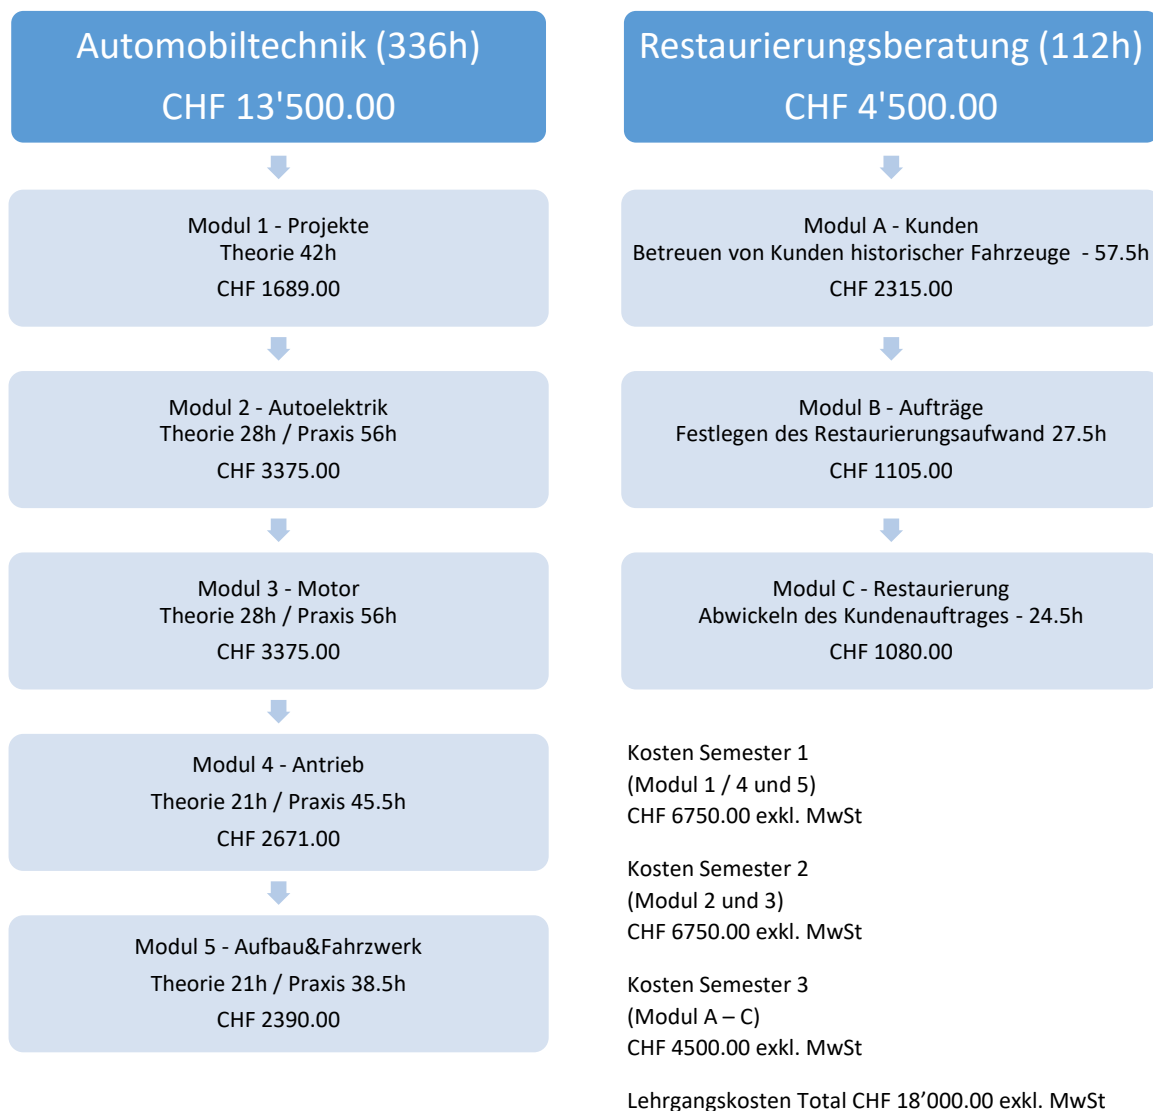 Automobiltechnik (336h)
CHF 13'500.00
Modul 1 - Projekte
Theorie 42h
CHF 1689.00
Modul 2 - Autoelektrik
Theorie 28h / Praxis 56h
CHF 3375.00
Modul 3 - Motor
Theorie 28h / Praxis 56h
CHF 3375.00
Modul 4 - Antrieb
Theorie 21h / Praxis 45.5h
CHF 2671.00
Modul 5 - Aufbau&Fahrzwerk
Theorie 21h / Praxis 38.5h
CHF 2390.00
Restaurierungsberatung (112h)
CHF 4'500.00
Modul A - Kunden
Betreuen von Kunden historischer Fahrzeuge - 57.5h
CHF 2315.00
Modul B - Aufträge
Festlegen des Restaurierungsaufwand 27.5h
CHF 1105.00
Modul C - Restaurierung
Abwickeln des Kundenauftrages - 24.5h
CHF 1080.00
Kosten Semester 1
(Modul 1 / 4 und 5)
CHF 6750.00 exkl. MwSt
Kosten Semester 2
(Modul 2 und 3)
CHF 6750.00 exkl. MwSt
Kosten Semester 3
(Modul A – C)
CHF 4500.00 exkl. MwSt
Lehrgangskosten Total CHF 18’000.00 exkl. MwSt